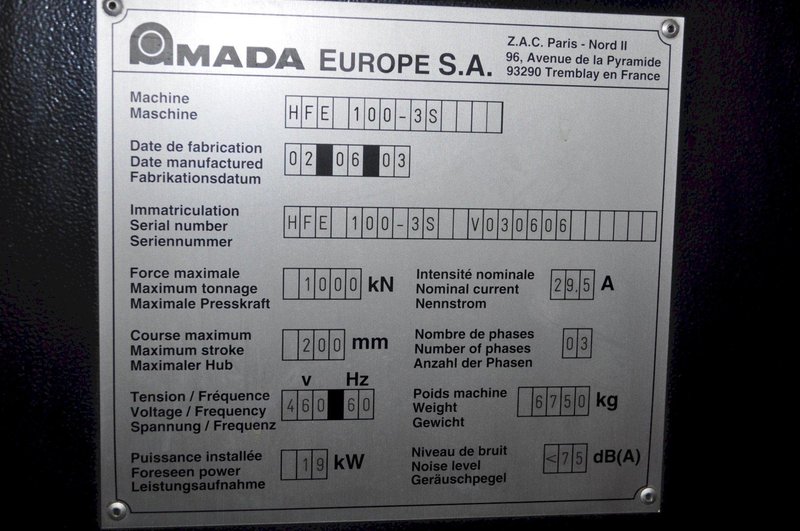 AMADA EUROPE S.A.
Z.A.C. Paris - Nord II
96, Avenue de la Pyramide
93290 Tremblay en France
Machine
Maschine
HFE 100-3S
Date de fabrication
Date manufactured
Fabrikationsdatum
02 06 03
Immatriculation
Serial number
Seriennummer
HFE 100-3S V030606
Force maximale
Maximum tonnage
Maximale Presskraft
1000 kN
Intensité nominale
Nominal current
Nennstrom
29,5 A
Course maximum
Maximum stroke
Maximaler Hub
200 mm
Nombre de phases
Number of phases
Anzahl der Phasen
03
V Hz
Tension / Fréquence
Voltage / Frequency
Spannung / Frequenz
460 60
Poids machine
Weight
Gewicht
6750 kg
Puissance installée
Foreseen power
Leistungsaufnahme
19 kW
Niveau de bruit
Noise level
Geräuschpegel
<75 dB(A)